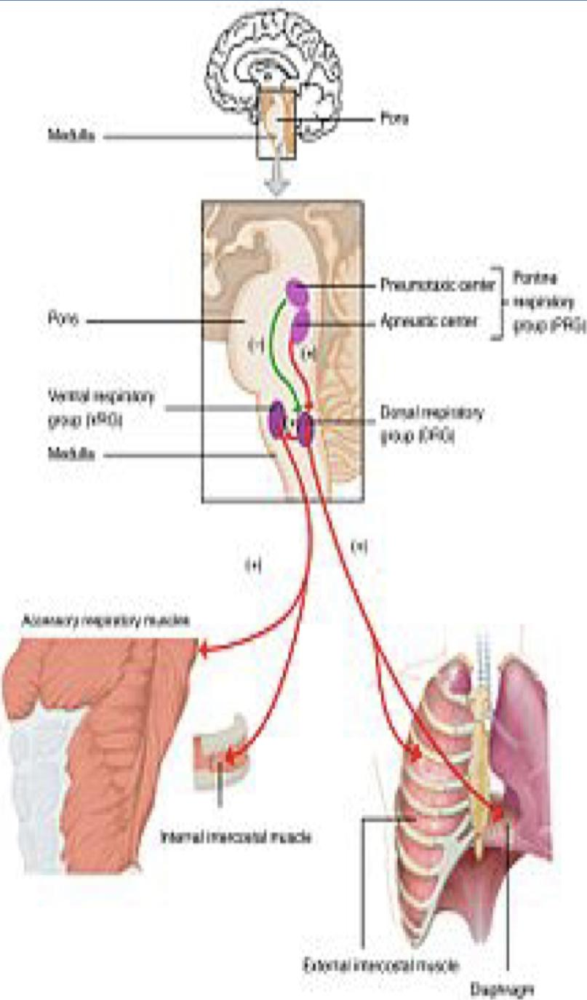 Pons
Medulla
Pneumotaxic center
Apneustic center
Pontine
respiratory
group (PRG)
Pons
(-)
(+)
Ventral respiratory
group (VRG)
Dorsal respiratory
group (DRG)
Medulla
(+)
(+)
Accessory respiratory muscles
Internal intercostal muscle
External intercostal muscle
Diaphragm